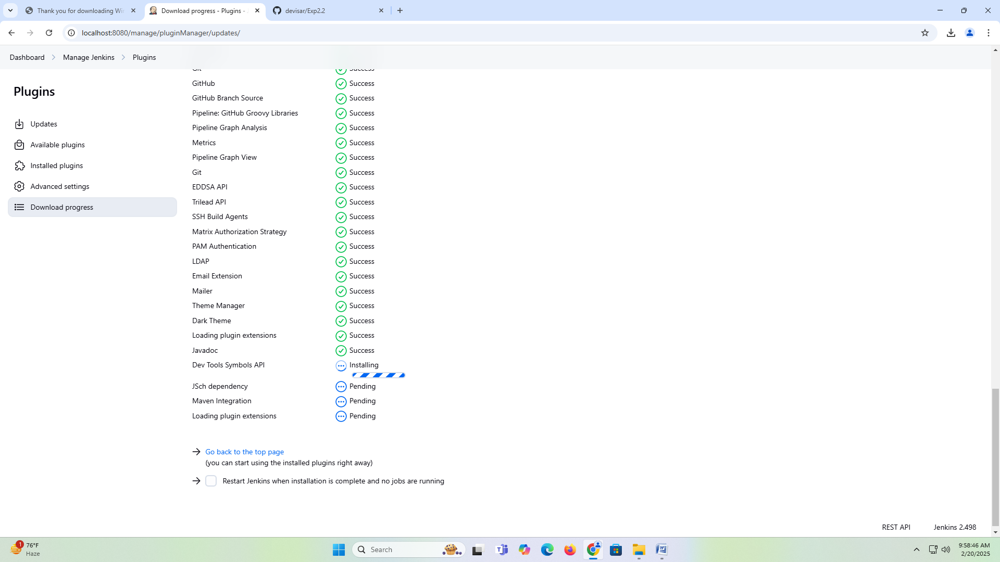 Thank you for downloading Wir
Download progress - Plugins - J
devisar/Exp2.2
localhost:8080/manage/pluginManager/updates/
Dashboard
Manage Jenkins
Plugins
Plugins
Updates
Available plugins
Installed plugins
Advanced settings
Download progress
Git Success
GitHub Success
GitHub Branch Source Success
Pipeline: GitHub Groovy Libraries Success
Pipeline Graph Analysis Success
Metrics Success
Pipeline Graph View Success
Git Success
EDDSA API Success
Trilead API Success
SSH Build Agents Success
Matrix Authorization Strategy Success
PAM Authentication Success
LDAP Success
Email Extension Success
Mailer Success
Theme Manager Success
Dark Theme Success
Loading plugin extensions Success
Javadoc Success
Dev Tools Symbols API Installing
JSch dependency Pending
Maven Integration Pending
Loading plugin extensions Pending
Go back to the top page
(you can start using the installed plugins right away)
Restart Jenkins when installation is complete and no jobs are running
REST API
Jenkins 2.498
1
76°F
Haze
Search
9:58:46 AM
2/20/2025